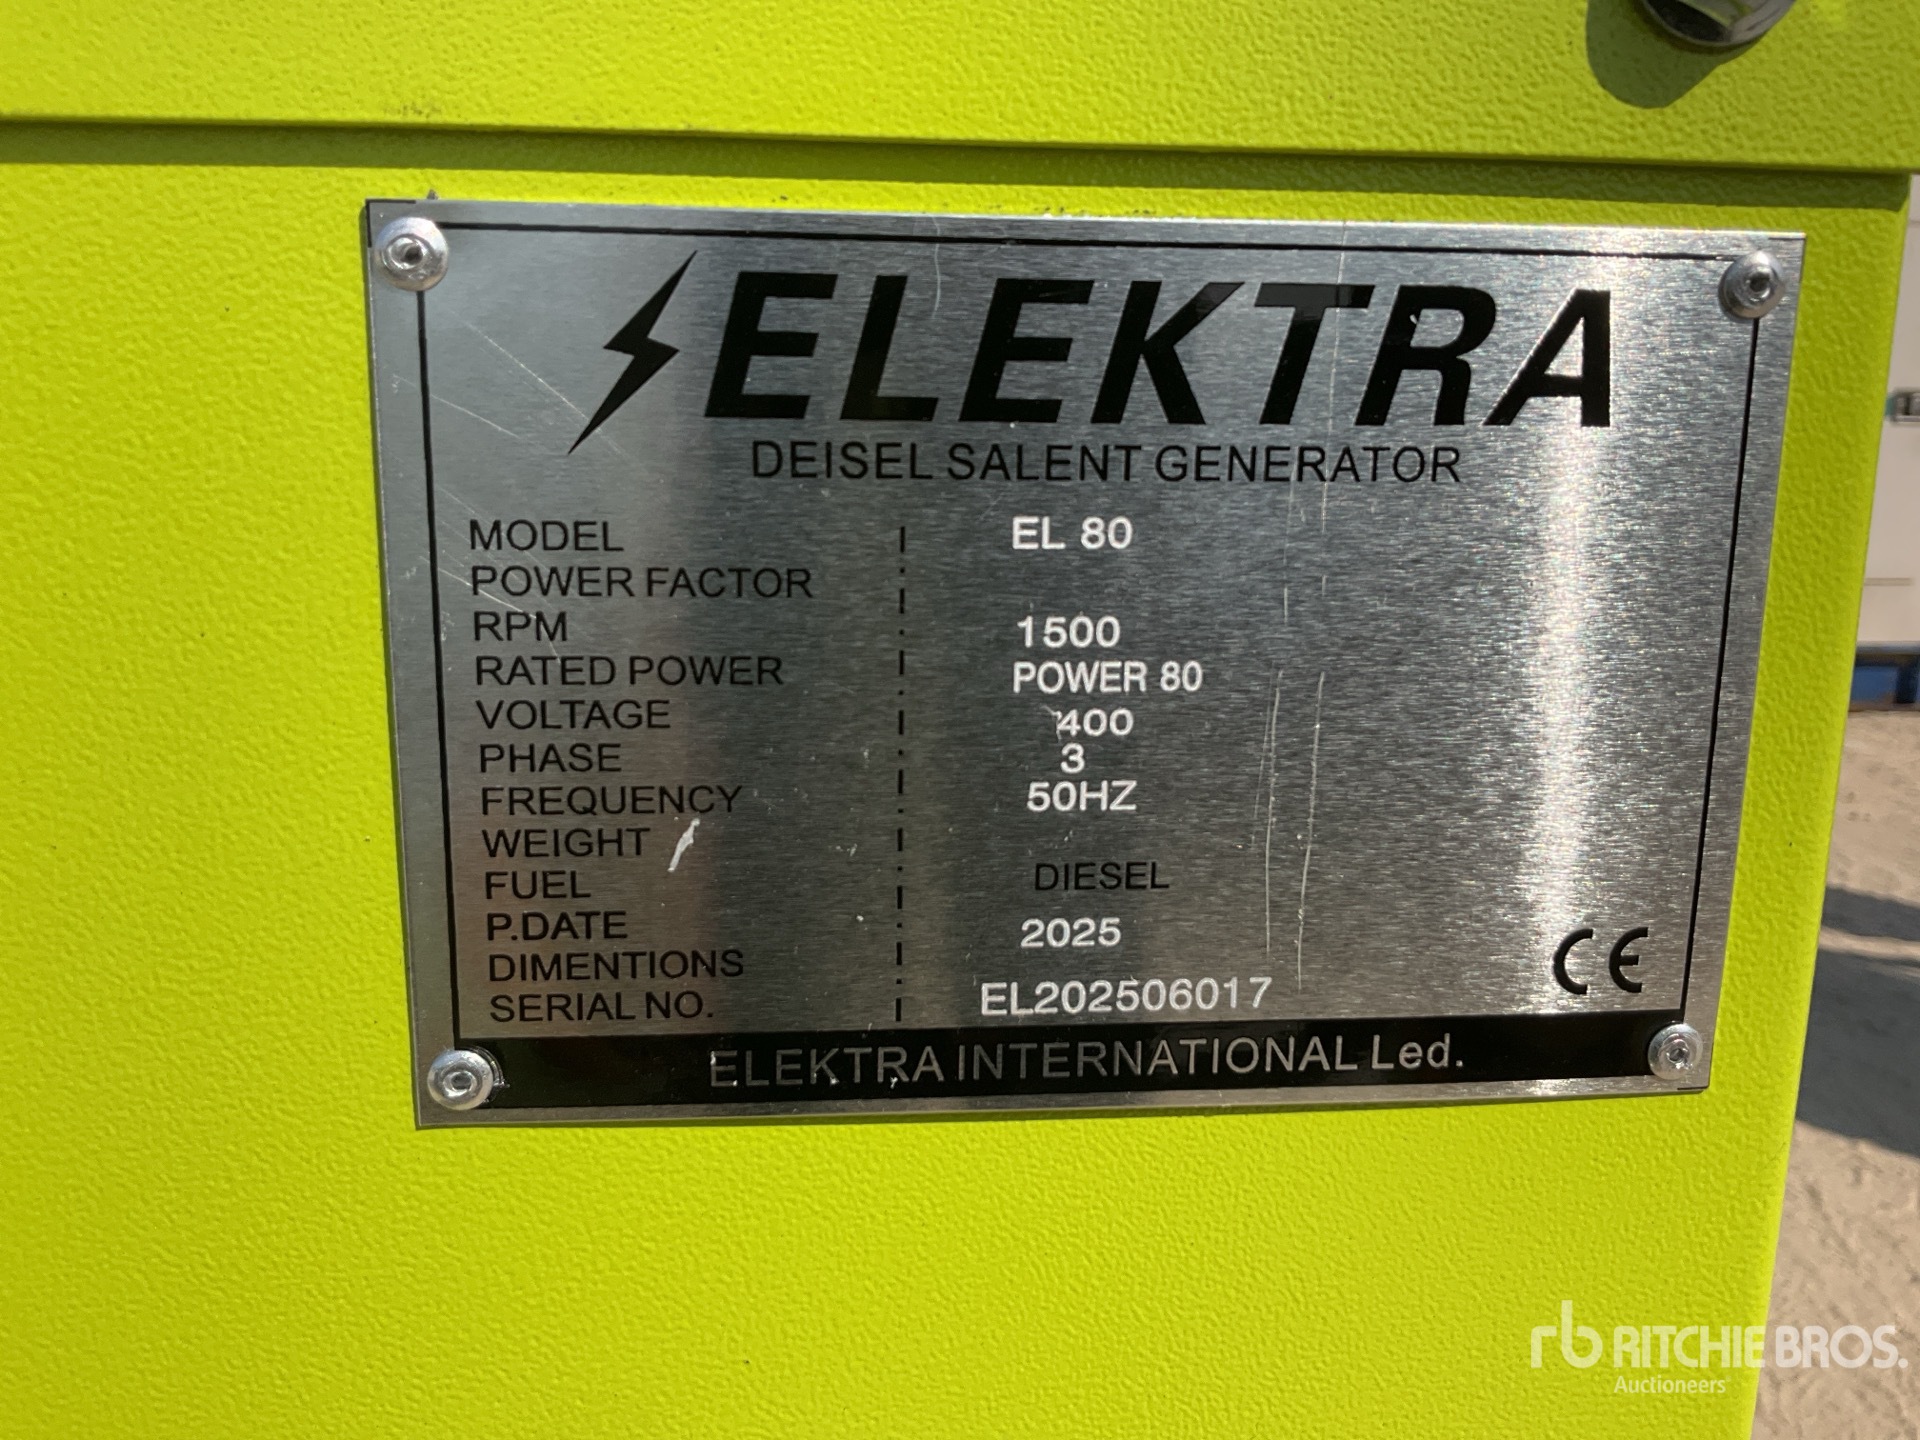 ELEKTRA
DEISEL SALENT GENERATOR
MODEL EL 80
POWER FACTOR
RPM 1500
RATED POWER POWER 80
VOLTAGE 400
PHASE 3
FREQUENCY 50HZ
WEIGHT
FUEL DIESEL
P.DATE 2025
DIMENTIONS
SERIAL NO. EL202506017
CE
ELEKTRA INTERNATIONAL Led.
rb RITCHIE BROS.
Auctioneers